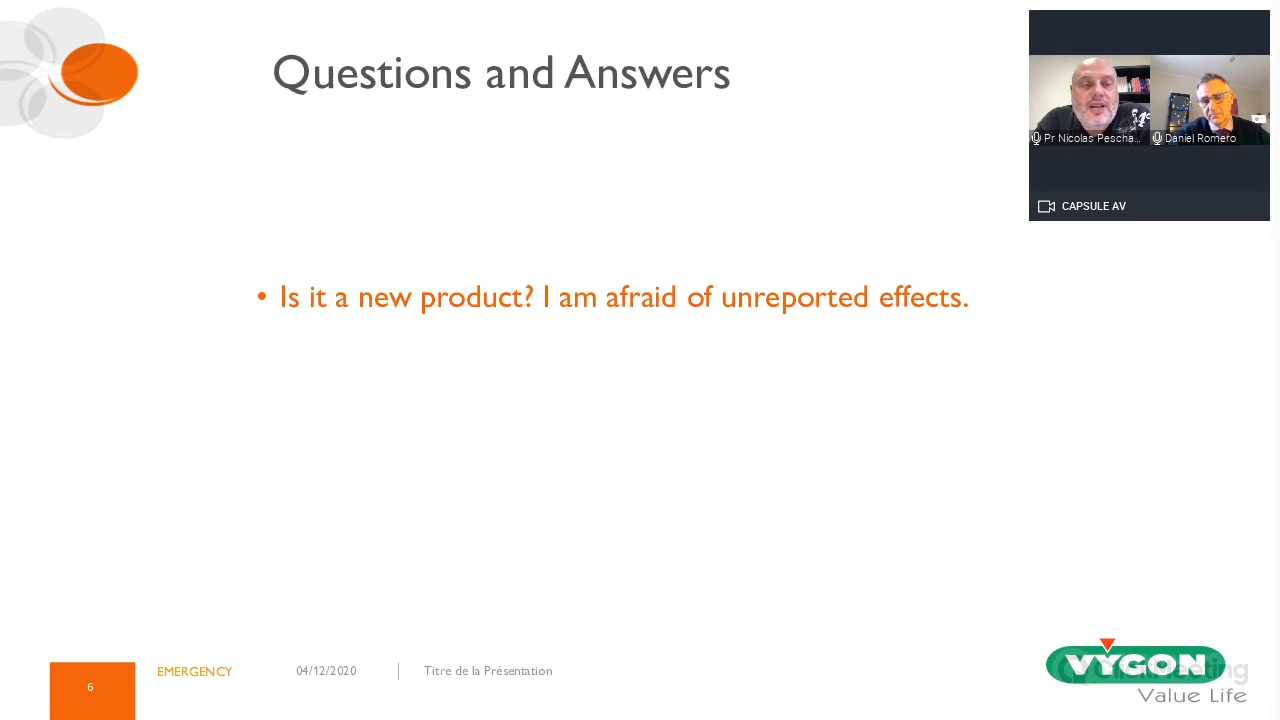 Questions and Answers
Pr Nicolas Pescha...
Daniel Romero
CAPSULE AV
• Is it a new product? I am afraid of unreported effects.
6
EMERGENCY
04/12/2020
Titre de la Présentation
VYGON
ClickMeeting
Value Life